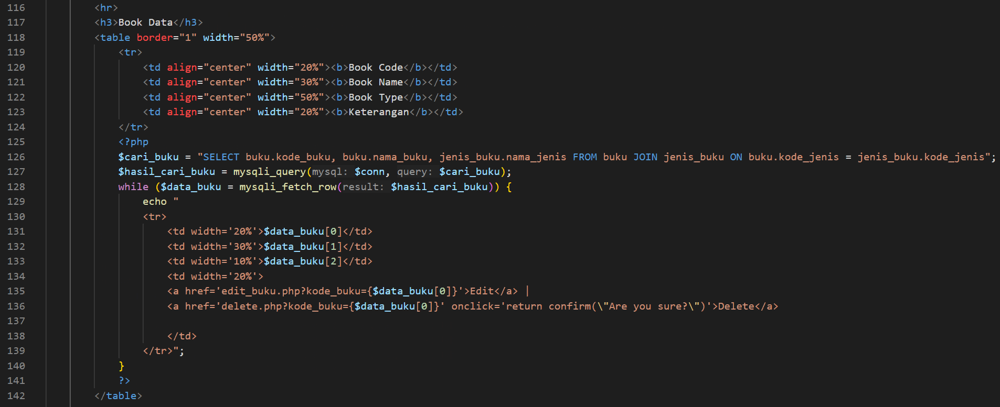 116 <hr>
117 <h3>Book Data</h3>
118 <table border="1" width="50%">
119 <tr>
120 <td align="center" width="20%"><b>Book Code</b></td>
121 <td align="center" width="30%"><b>Book Name</b></td>
122 <td align="center" width="50%"><b>Book Type</b></td>
123 <td align="center" width="20%"><b>Keterangan</b></td>
124 </tr>
125 <?php
126 $cari_buku = "SELECT buku.kode_buku, buku.nama_buku, jenis_buku.nama_jenis FROM buku JOIN jenis_buku ON buku.kode_jenis = jenis_buku.kode_jenis";
127 $hasil_cari_buku = mysqli_query(mysql: $conn, query: $cari_buku);
128 while ($data_buku = mysqli_fetch_row(result: $hasil_cari_buku)) {
129 echo "
130 <tr>
131 <td width='20%'>$data_buku[0]</td>
132 <td width='30%'>$data_buku[1]</td>
133 <td width='10%'>$data_buku[2]</td>
134 <td width='20%'>
135 <a href='edit_buku.php?kode_buku={$data_buku[0]}'>Edit</a> |
136 <a href='delete.php?kode_buku={$data_buku[0]}' onclick='return confirm(\"Are you sure?\")'>Delete</a>
137
138 </td>
139 </tr>";
140 }
141 ?>
142 </table>